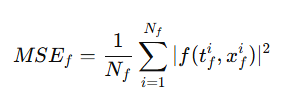 MSE_f = \frac{1}{N_f} \sum_{i=1}^{N_f} |f(t_f^i, x_f^i)|^2